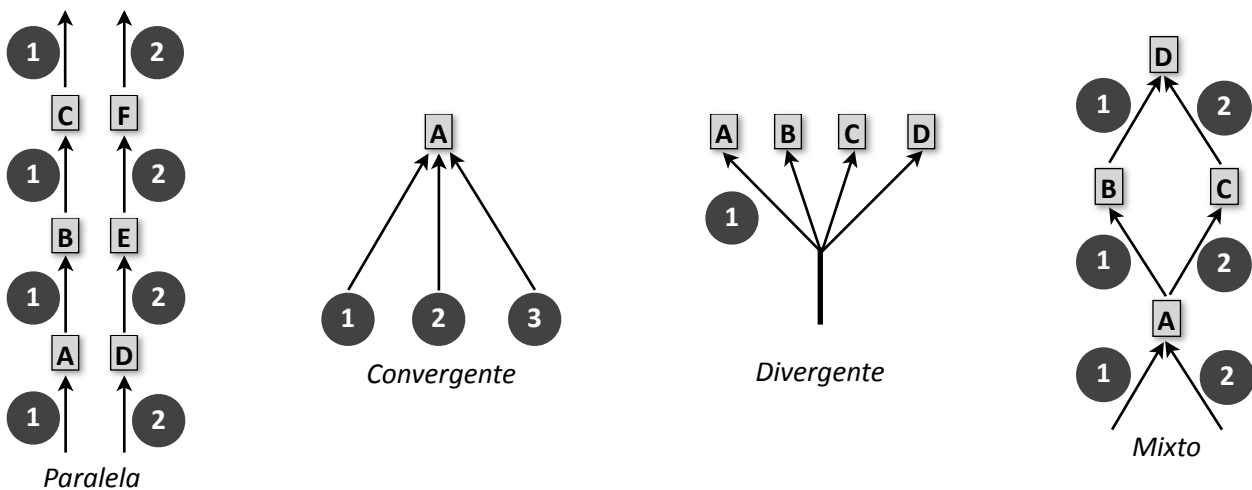 1 2
C F
1 2
B E
1 2
A D
1 2
Paralela
A
1 2 3
Convergente
A B C D
1
Divergente
D
1 2
B C
1 2
A
1 2
Mixto